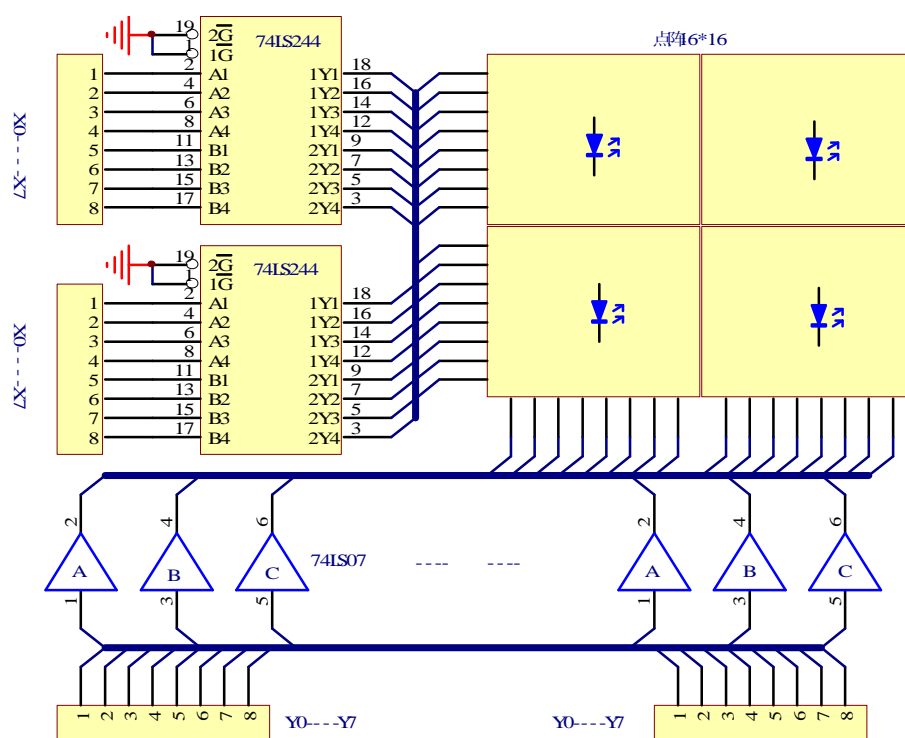 点阵16*16
19 2G 74LS244
1 1G
1 2 A1 1Y1 18
2 4 A2 1Y2 16
3 6 A3 1Y3 14
4 8 A4 1Y4 12
5 11 B1 2Y1 9
6 13 B2 2Y2 7
7 15 B3 2Y3 5
8 17 B4 2Y4 3
X0----X7
19 2G 74LS244
1 1G
1 2 A1 1Y1 18
2 4 A2 1Y2 16
3 6 A3 1Y3 14
4 8 A4 1Y4 12
5 11 B1 2Y1 9
6 13 B2 2Y2 7
7 15 B3 2Y3 5
8 17 B4 2Y4 3
X0----X7
2 4 6 2 4 6
A B C 74LS07 ---- ---- A B C
1 3 5 1 3 5
1 2 3 4 5 6 7 8 Y0----Y7 Y0----Y7 1 2 3 4 5 6 7 8